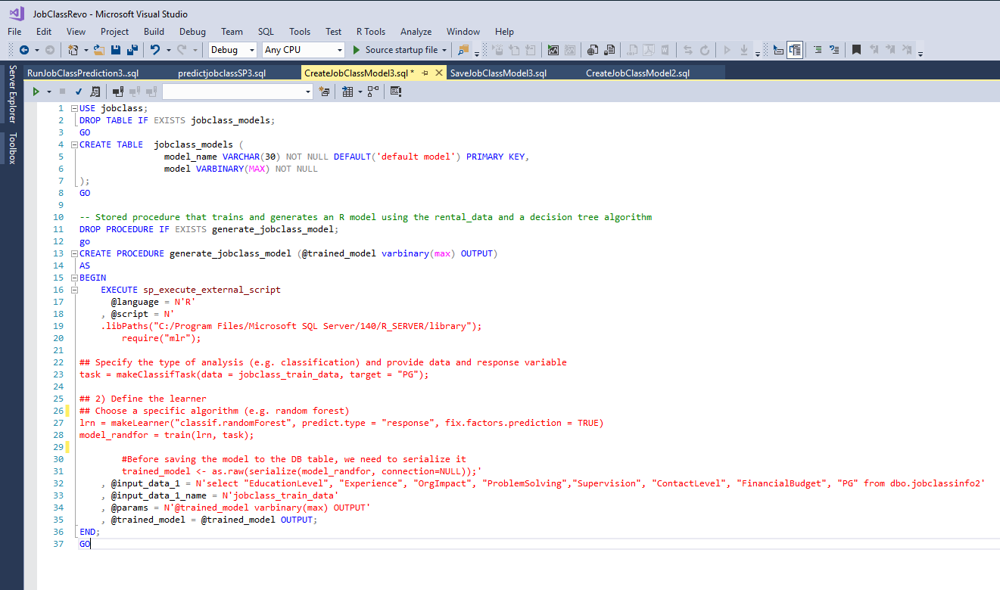 JobClassRevo - Microsoft Visual Studio
File Edit View Project Build Debug Team SQL Tools Test R Tools Analyze Window Help
Debug Any CPU Source startup file
Server Explorer
Toolbox
RunJobClassPrediction3..sql predictjobclassSP3.sql CreateJobClassModel3.sql * SaveJobClassModel3.sql CreateJobClassModel2.sql
1 USE jobclass;
2 DROP TABLE IF EXISTS jobclass_models;
3 GO
4 CREATE TABLE jobclass_models (
5 model_name VARCHAR(30) NOT NULL DEFAULT('default model') PRIMARY KEY,
6 model VARBINARY(MAX) NOT NULL
7 );
8 GO
9
10 -- Stored procedure that trains and generates an R model using the rental_data and a decision tree algorithm
11 DROP PROCEDURE IF EXISTS generate_jobclass_model;
12 go
13 CREATE PROCEDURE generate_jobclass_model (@trained_model varbinary(max) OUTPUT)
14 AS
15 BEGIN
16 EXECUTE sp_execute_external_script
17 @language = N'R'
18 , @script = N'
19 .libPaths("C:/Program Files/Microsoft SQL Server/140/R_SERVER/library");
20 require("mlr");
21
22 ## Specify the type of analysis (e.g. classification) and provide data and response variable
23 task = makeClassifTask(data = jobclass_train_data, target = "PG");
24
25 ## 2) Define the learner
26 ## Choose a specific algorithm (e.g. random forest)
27 lrn = makeLearner("classif.randomForest", predict.type = "response", fix.factors.prediction = TRUE)
28 model_randfor = train(lrn, task);
29
30 #Before saving the model to the DB table, we need to serialize it
31 trained_model <- as.raw(serialize(model_randfor, connection=NULL));'
32 , @input_data_1 = N'select "EducationLevel", "Experience", "OrgImpact", "ProblemSolving","Supervision", "ContactLevel", "FinancialBudget", "PG" from dbo.jobclassinfo2'
33 , @input_data_1_name = N'jobclass_train_data'
34 , @params = N'@trained_model varbinary(max) OUTPUT'
35 , @trained_model = @trained_model OUTPUT;
36 END;
37 GO